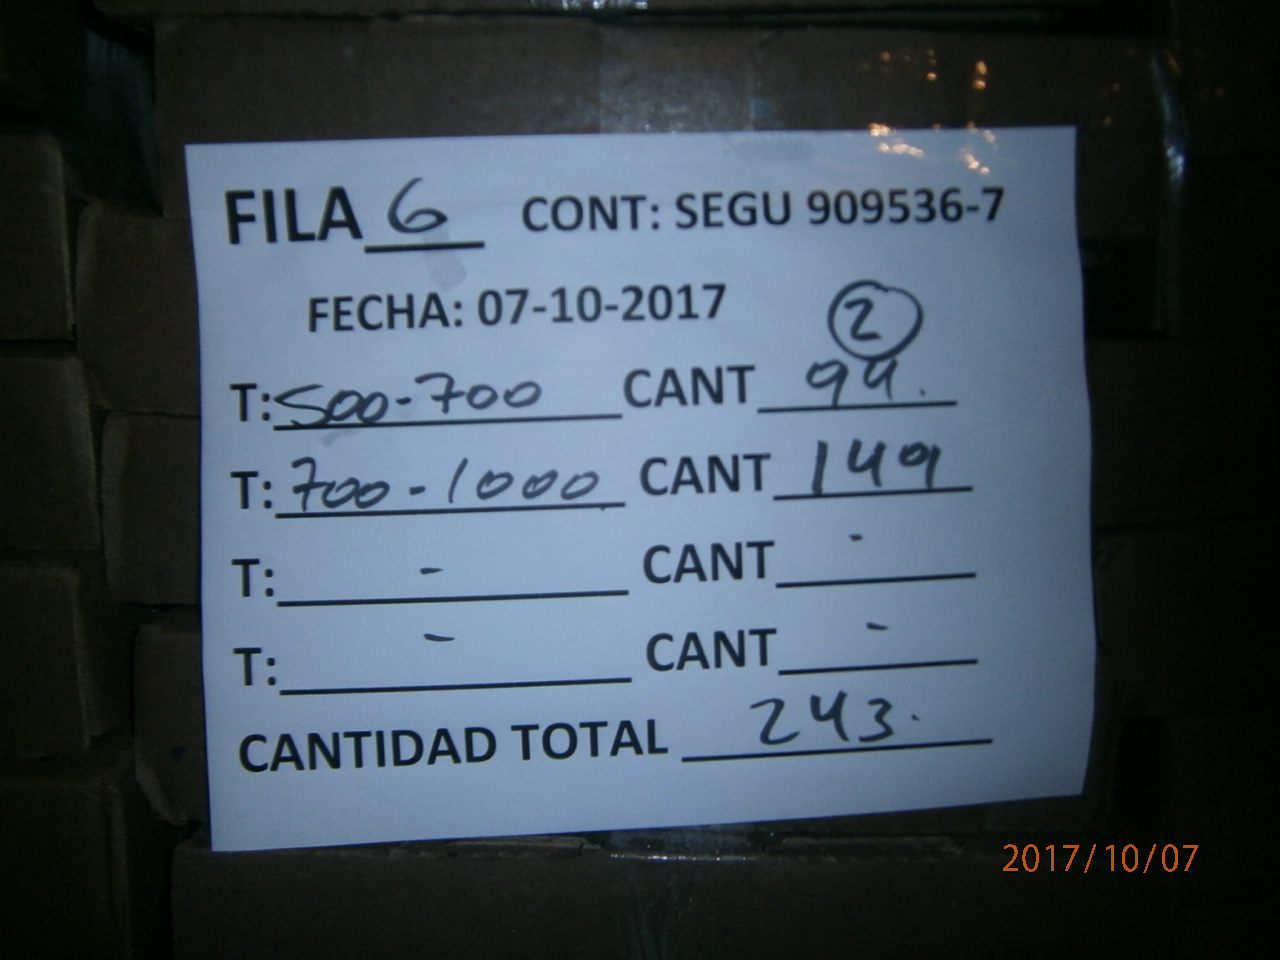 FILA 6 CONT: SEGU 909536-7
FECHA: 07-10-2017
2
T: 500-700 CANT 94.
T: 700-1000 CANT 149
T: - CANT -
T: - CANT -
CANTIDAD TOTAL 243.
2017/10/07